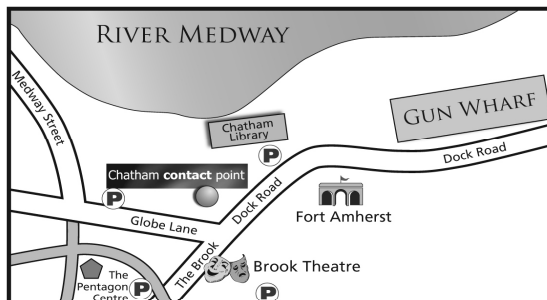 RIVER MEDWAY
Medway Street
GUN WHARF
Chatham
Library
P
Dock Road
Chatham contact point
P
Dock Road
Fort Amherst
Globe Lane
The Brook
Brook Theatre
The
Pentagon
Centre
P
P